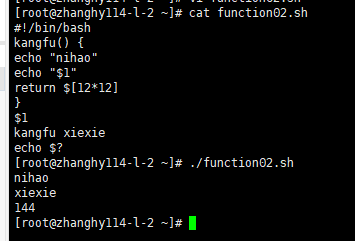 [root@zhanghy114-l-2 ~]# cat function02.sh
#!/bin/bash
kangfu() {
echo "nihao"
echo "$1"
return $[12*12]
}
$1
kangfu xiexie
echo $?
[root@zhanghy114-l-2 ~]# ./function02.sh
nihao
xiexie
144
[root@zhanghy114-l-2 ~]#